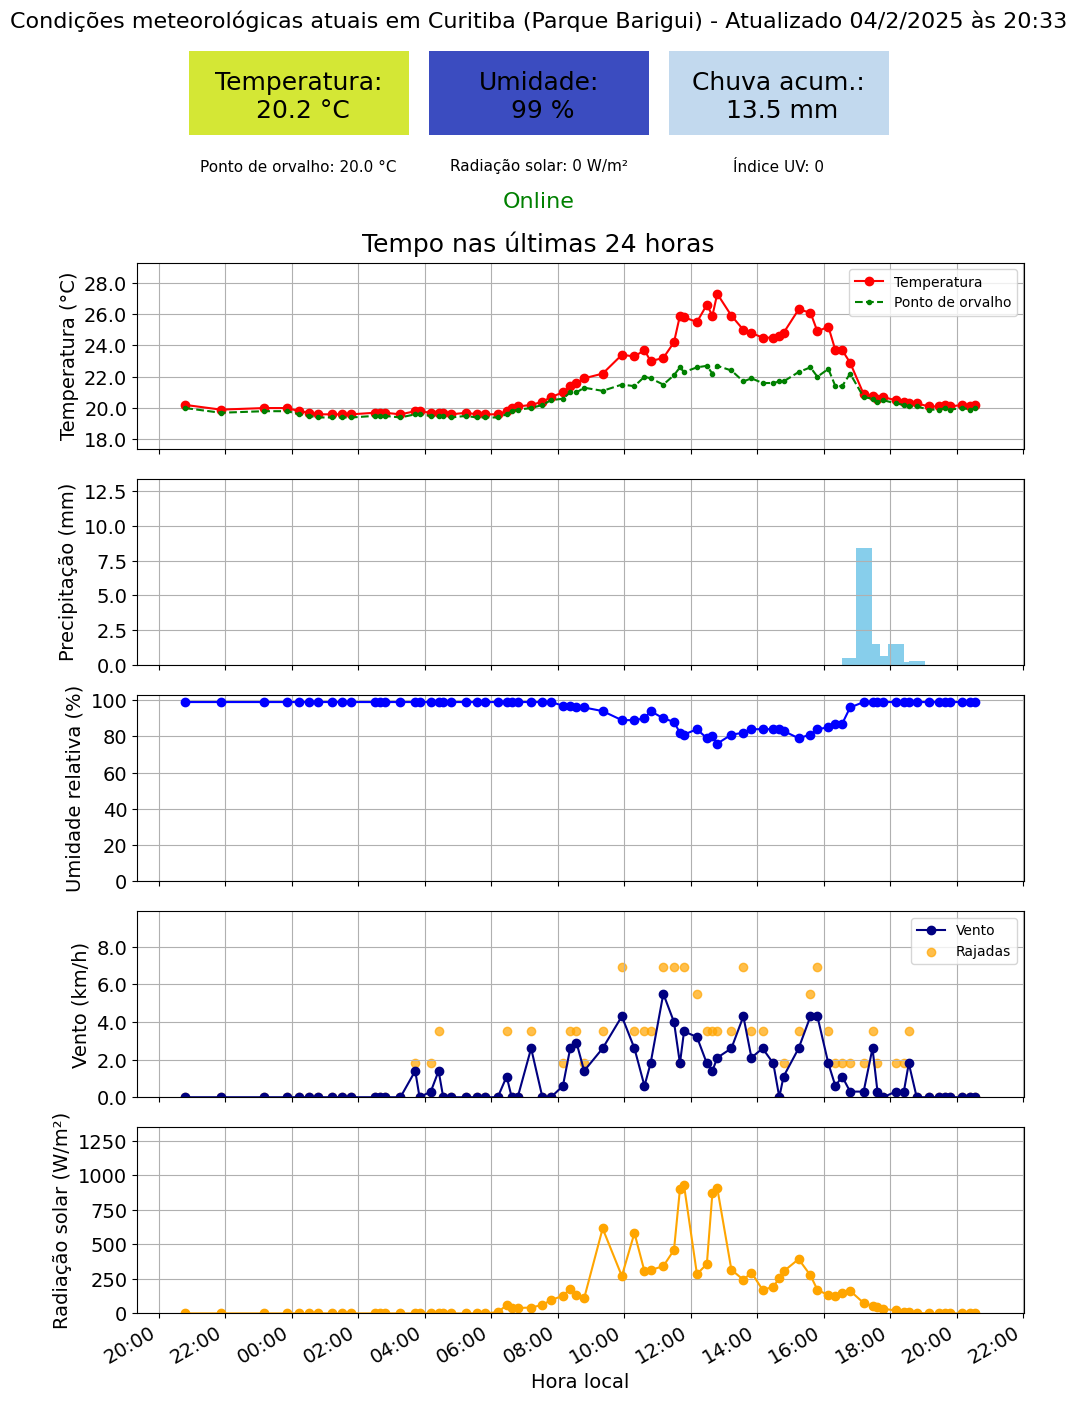 Condições meteorológicas atuais em Curitiba (Parque Barigui) - Atualizado 04/2/2025 às 20:33
Temperatura:
20.2 °C
Umidade:
99 %
Chuva acum.:
13.5 mm
Ponto de orvalho: 20.0 °C
Radiação solar: 0 W/m²
Índice UV: 0
Online
Tempo nas últimas 24 horas
Temperatura (°C)
28.0
26.0
24.0
22.0
20.0
18.0
Temperatura
Ponto de orvalho
Precipitação (mm)
12.5
10.0
7.5
5.0
2.5
0.0
Umidade relativa (%)
100
80
60
40
20
0
Vento (km/h)
8.0
6.0
4.0
2.0
0.0
Vento
Rajadas
Radiação solar (W/m²)
1250
1000
750
500
250
0
20:00
22:00
00:00
02:00
04:00
06:00
08:00
10:00
12:00
14:00
16:00
18:00
20:00
22:00
Hora local